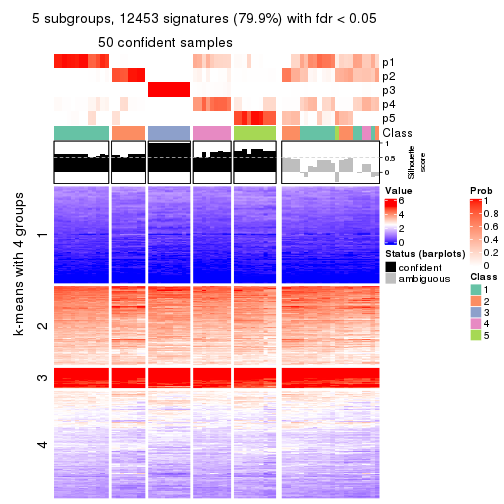 5 subgroups, 12453 signatures (79.9%) with fdr < 0.05
50 confident samples
p1
p2
p3
p4
p5
Class
1
0.5
0
Silhouette
score
k-means with 4 groups
1
2
3
4
Value
6
4
2
0
Status (barplots)
confident
ambiguous
Prob
1
0.8
0.6
0.4
0.2
0
Class
1
2
3
4
5